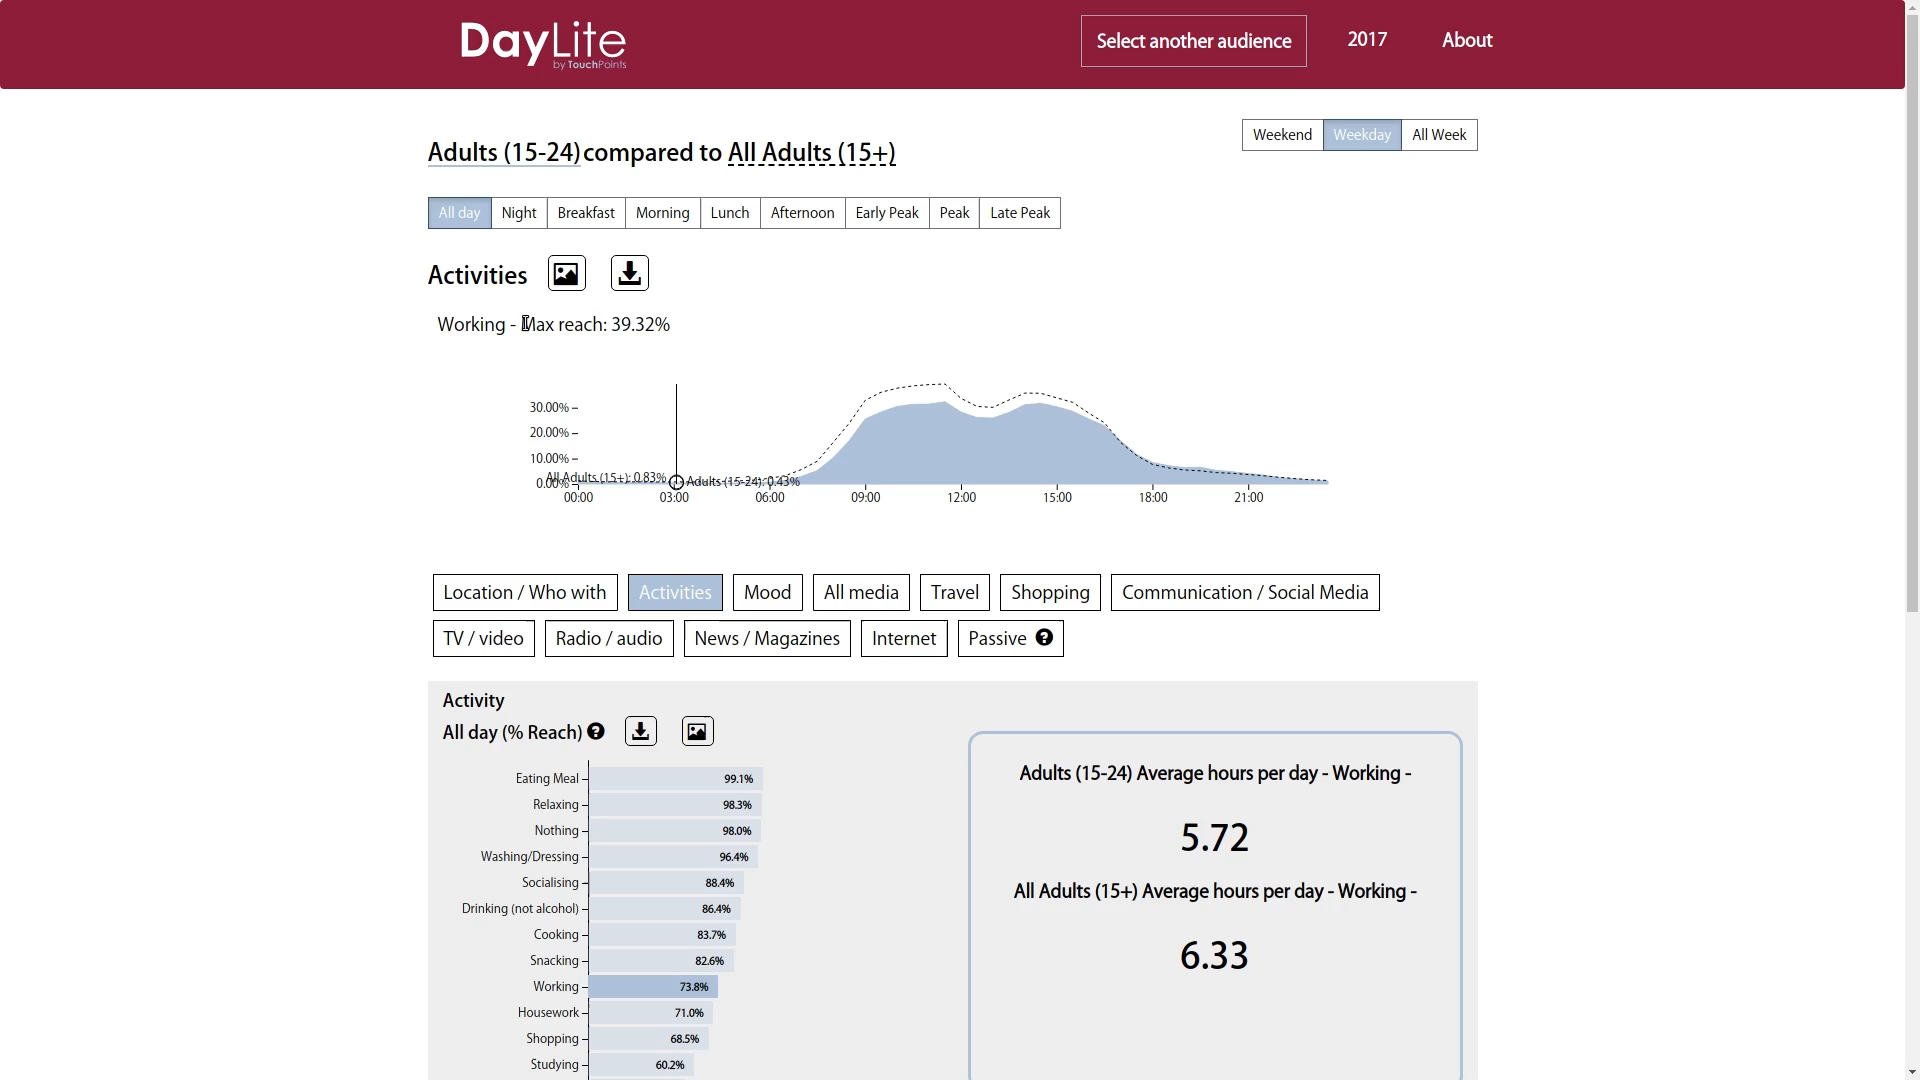 DayLite
by TouchPoints
Select another audience
2017
About
Adults (15-24) compared to All Adults (15+)
Weekend
Weekday
All Week
All day
Night
Breakfast
Morning
Lunch
Afternoon
Early Peak
Peak
Late Peak
Activities
Working - Max reach: 39.32%
30.00%
20.00%
10.00%
0.00%
All Adults (15+): 0.83%
Adults (15-24): 0.43%
00:00
03:00
06:00
09:00
12:00
15:00
18:00
21:00
Location / Who with
Activities
Mood
All media
Travel
Shopping
Communication / Social Media
TV / video
Radio / audio
News / Magazines
Internet
Passive ?
Activity
All day (% Reach) ?
Eating Meal 99.1%
Relaxing 98.3%
Nothing 98.0%
Washing/Dressing 96.4%
Socialising 88.4%
Drinking (not alcohol) 86.4%
Cooking 83.7%
Snacking 82.6%
Working 73.8%
Housework 71.0%
Shopping 68.5%
Studying 60.2%
Adults (15-24) Average hours per day - Working -
5.72
All Adults (15+) Average hours per day - Working -
6.33